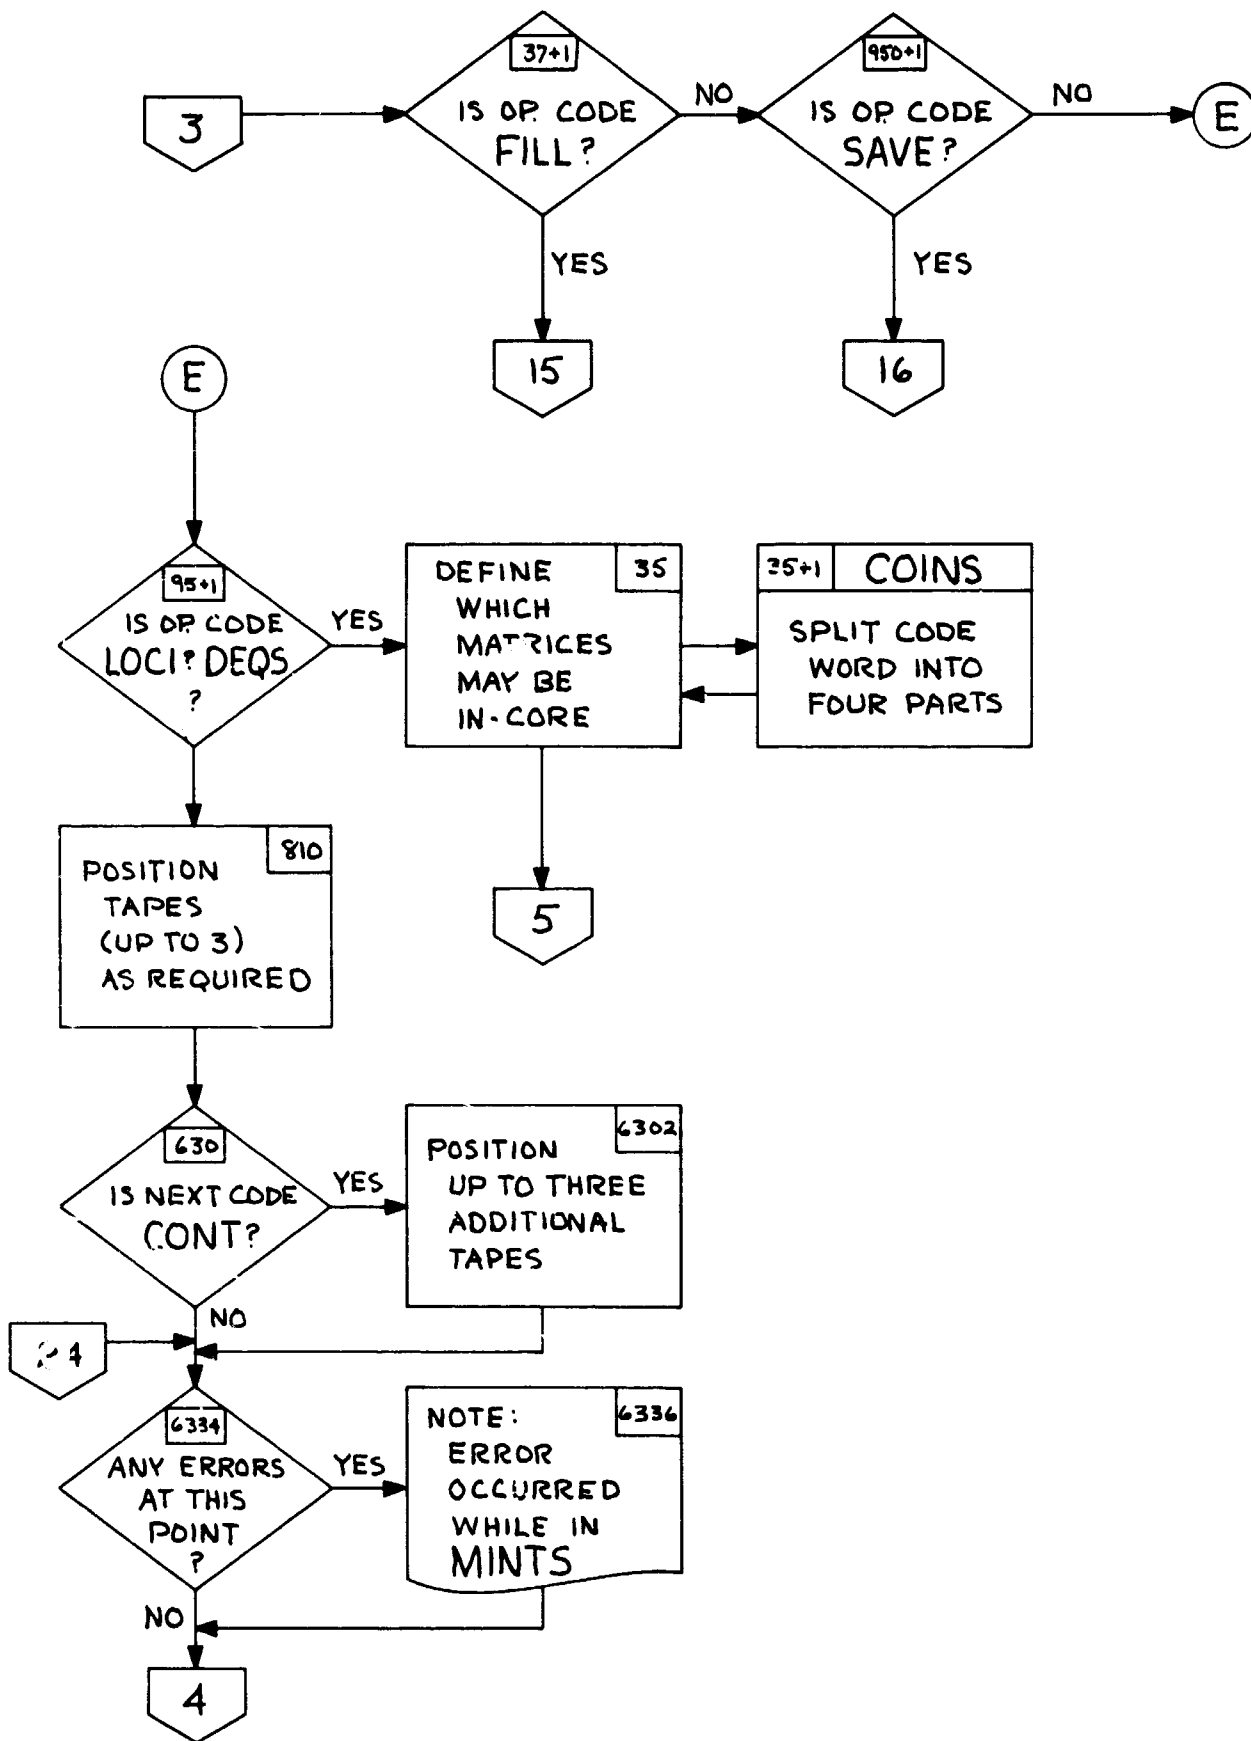 3
37+1
IS OP. CODE
FILL?
NO
950+1
IS OP. CODE
SAVE?
NO
E
YES
YES
15
16
E
95+1
IS OP. CODE
LOCI? DEQS
?
YES
35
DEFINE
WHICH
MATRICES
MAY BE
IN-CORE
35+1
COINS
SPLIT CODE
WORD INTO
FOUR PARTS
810
POSITION
TAPES
(UP TO 3)
AS REQUIRED
5
630
IS NEXT CODE
CONT?
YES
6302
POSITION
UP TO THREE
ADDITIONAL
TAPES
NO
6334
ANY ERRORS
AT THIS
POINT
?
YES
6336
NOTE:
ERROR
OCCURRED
WHILE IN
MINTS
NO
4